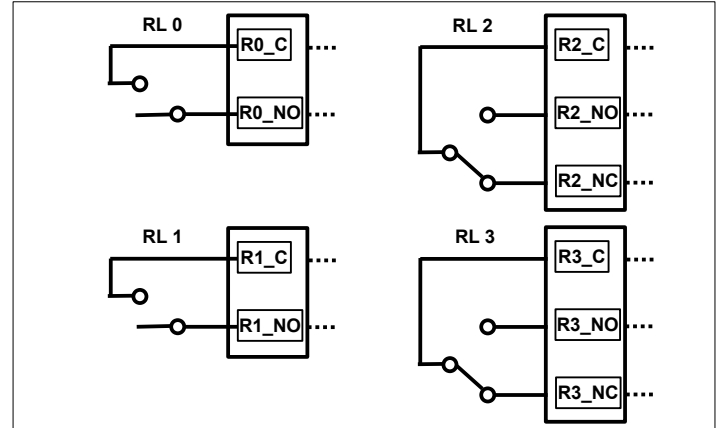 RL 0
R0_C
R0_NO
RL 2
R2_C
R2_NO
R2_NC
RL 1
R1_C
R1_NO
RL 3
R3_C
R3_NO
R3_NC